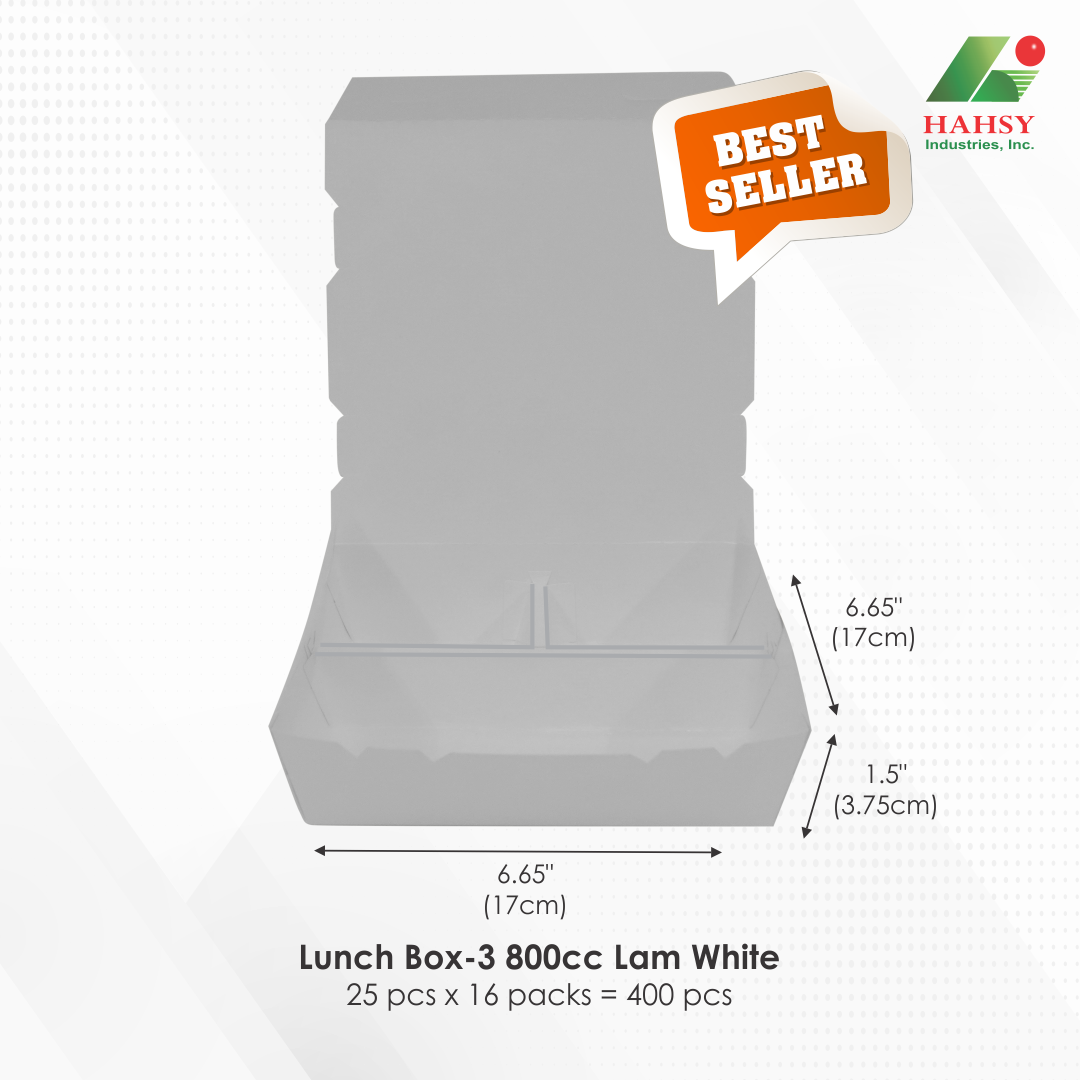 BEST
SELLER
HAHSY
Industries, Inc.
6.65"
(17cm)
1.5"
(3.75cm)
6.65"
(17cm)
Lunch Box-3 800cc Lam White
25 pcs x 16 packs = 400 pcs